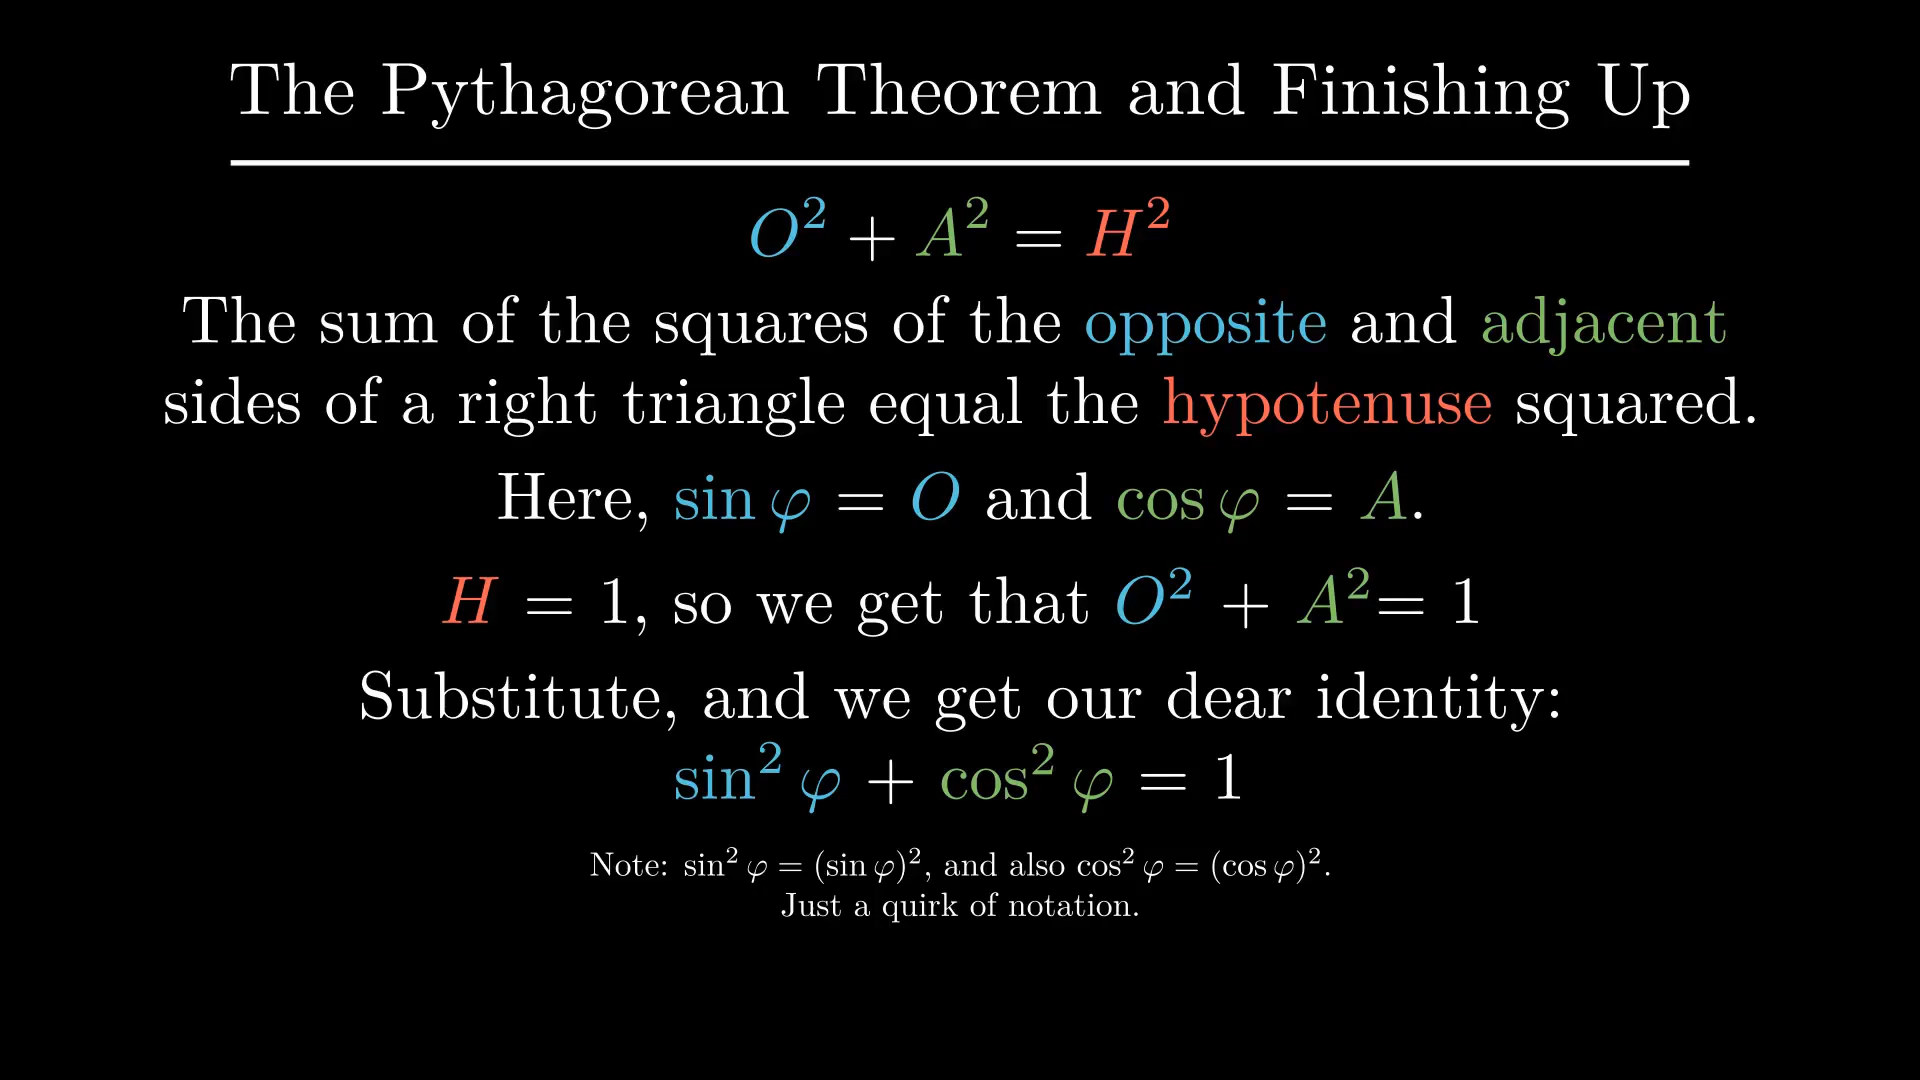 The Pythagorean Theorem and Finishing Up
O² + A² = H²
The sum of the squares of the opposite and adjacent
sides of a right triangle equal the hypotenuse squared.
Here, sin φ = O and cos φ = A.
H = 1, so we get that O² + A² = 1
Substitute, and we get our dear identity:
sin² φ + cos² φ = 1
Note: sin² φ = (sin φ)², and also cos² φ = (cos φ)².
Just a quirk of notation.